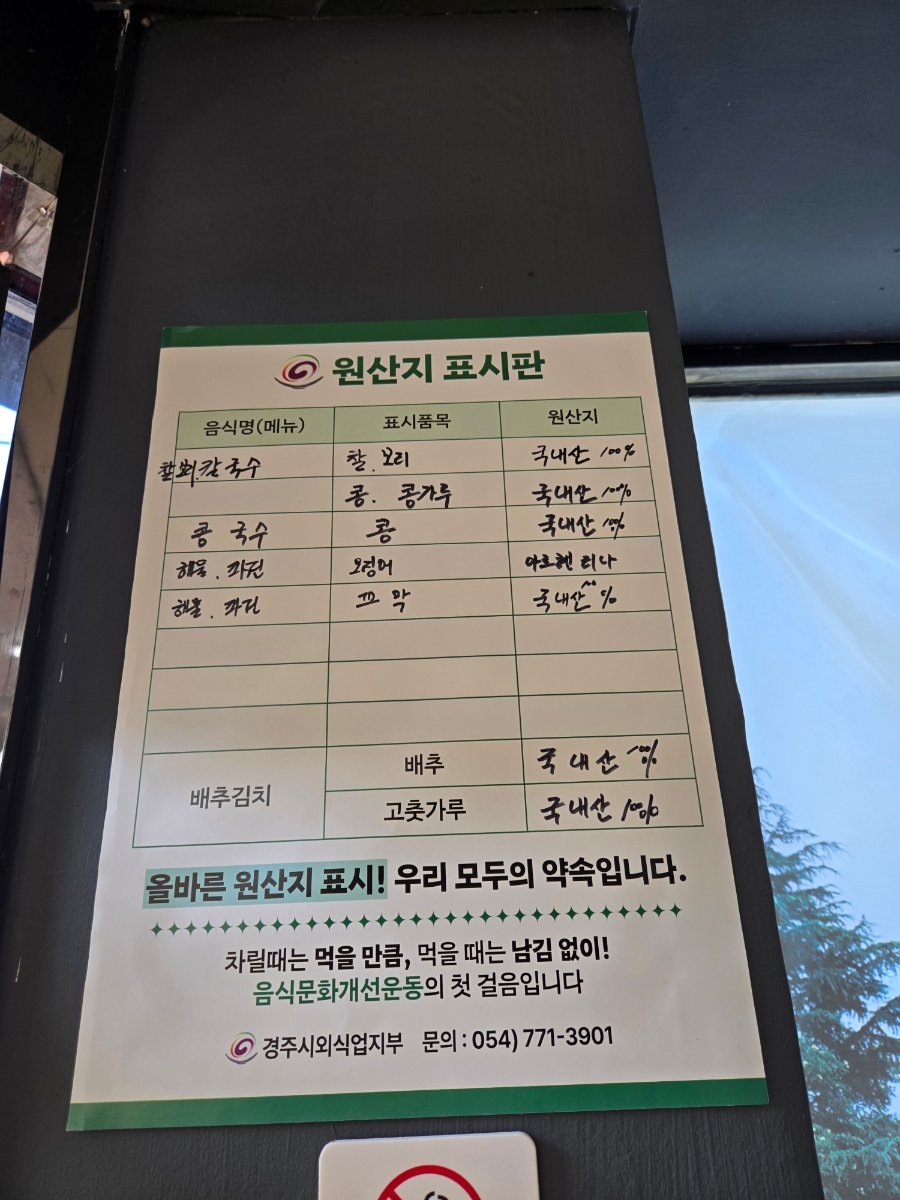 원산지 표시판
음식명(메뉴) 표시품목 원산지
찰보리.칼국수 찰.보리 국내산 100%
콩. 콩가루 국내산 100%
콩 국수 콩 국내산 100%
해물.파전 오징어 아르헨티나
해물.파전 꼬막 국내산 100%
배추김치 배추 국내산 100%
고춧가루 국내산 100%
올바른 원산지 표시! 우리 모두의 약속입니다.
차릴때는 먹을 만큼, 먹을 때는 남김 없이!
음식문화개선운동의 첫 걸음입니다
경주시외식업지부 문의 : 054) 771-3901